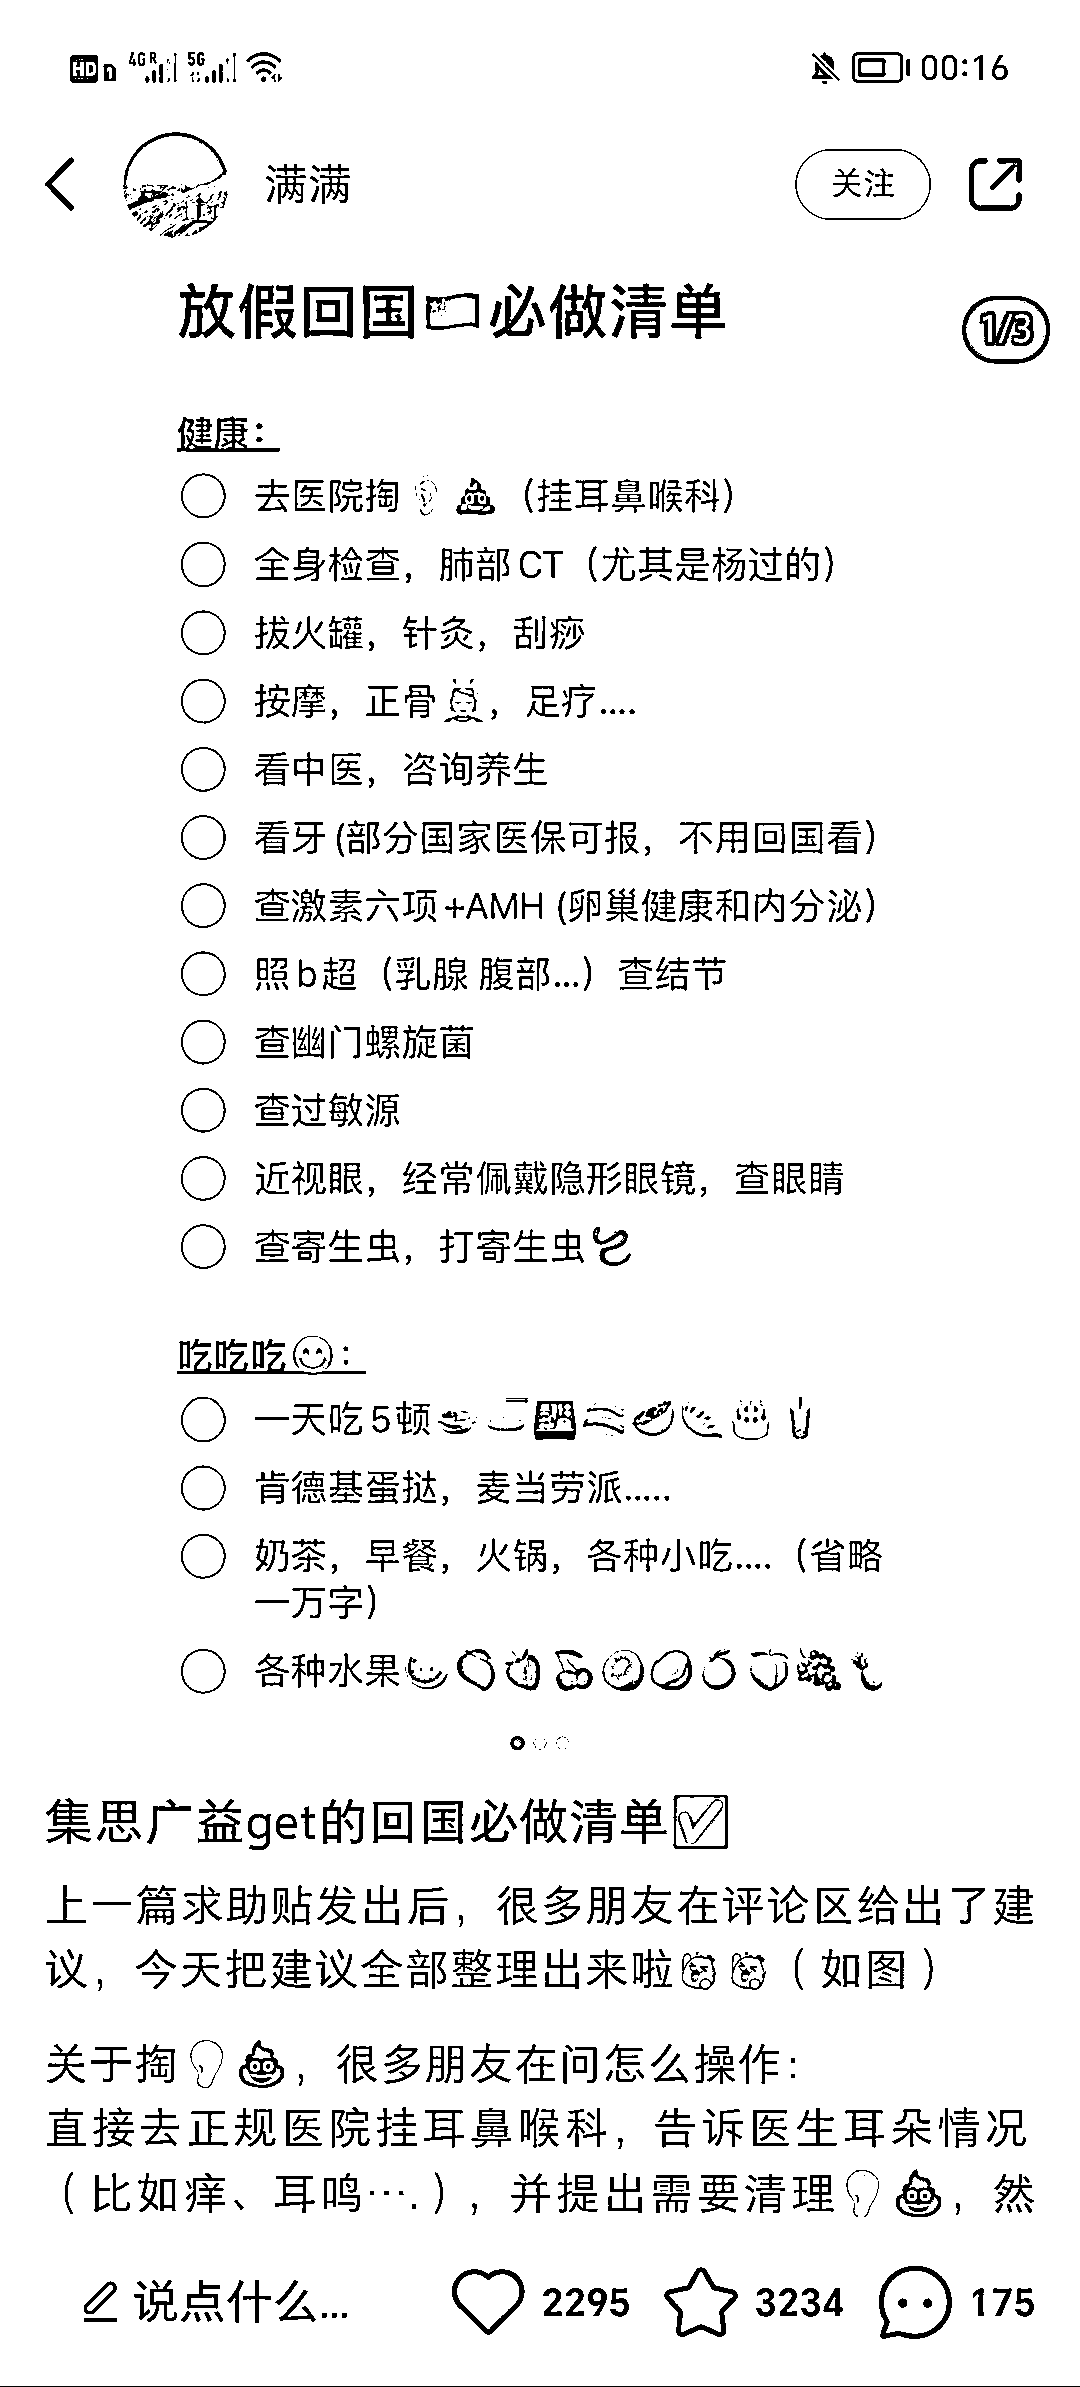 HD 4G R 5G 00:16
满满 关注
放假回国🇨🇳必做清单
1/3
健康：
去医院掏👂💩（挂耳鼻喉科）
全身检查，肺部CT（尤其是杨过的）
拔火罐，针灸，刮痧
按摩，正骨💆，足疗....
看中医，咨询养生
看牙(部分国家医保可报，不用回国看）
查激素六项+AMH (卵巢健康和内分泌）
照b超（乳腺 腹部...）查结节
查幽门螺旋菌
查过敏源
近视眼，经常佩戴隐形眼镜，查眼睛
查寄生虫，打寄生虫🪱
吃吃吃😋：
一天吃5顿
肯德基蛋挞，麦当劳派.....
奶茶，早餐，火锅，各种小吃....（省略
一万字）
各种水果
集思广益get的回国必做清单✅
上一篇求助贴发出后，很多朋友在评论区给出了建
议，今天把建议全部整理出来啦（如图）
关于掏👂💩，很多朋友在问怎么操作：
直接去正规医院挂耳鼻喉科，告诉医生耳朵情况
（比如痒、耳鸣….），并提出需要清理👂💩，然
说点什么... 2295 3234 175